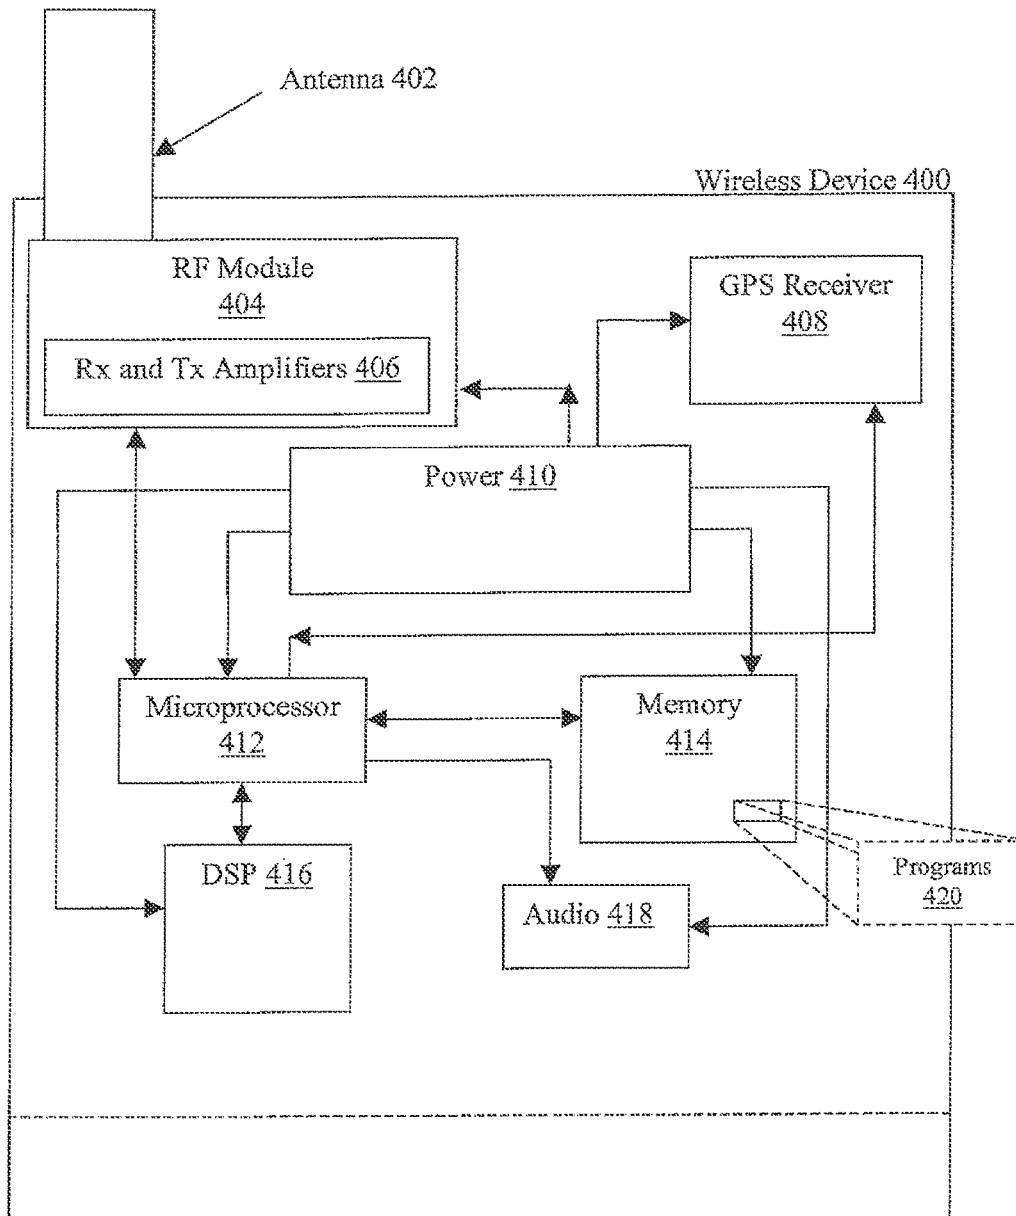 Antenna 402
Wireless Device 400
RF Module
404
GPS Receiver
408
Rx and Tx Amplifiers 406
Power 410
Microprocessor
412
Memory
414
DSP 416
Programs
420
Audio 418